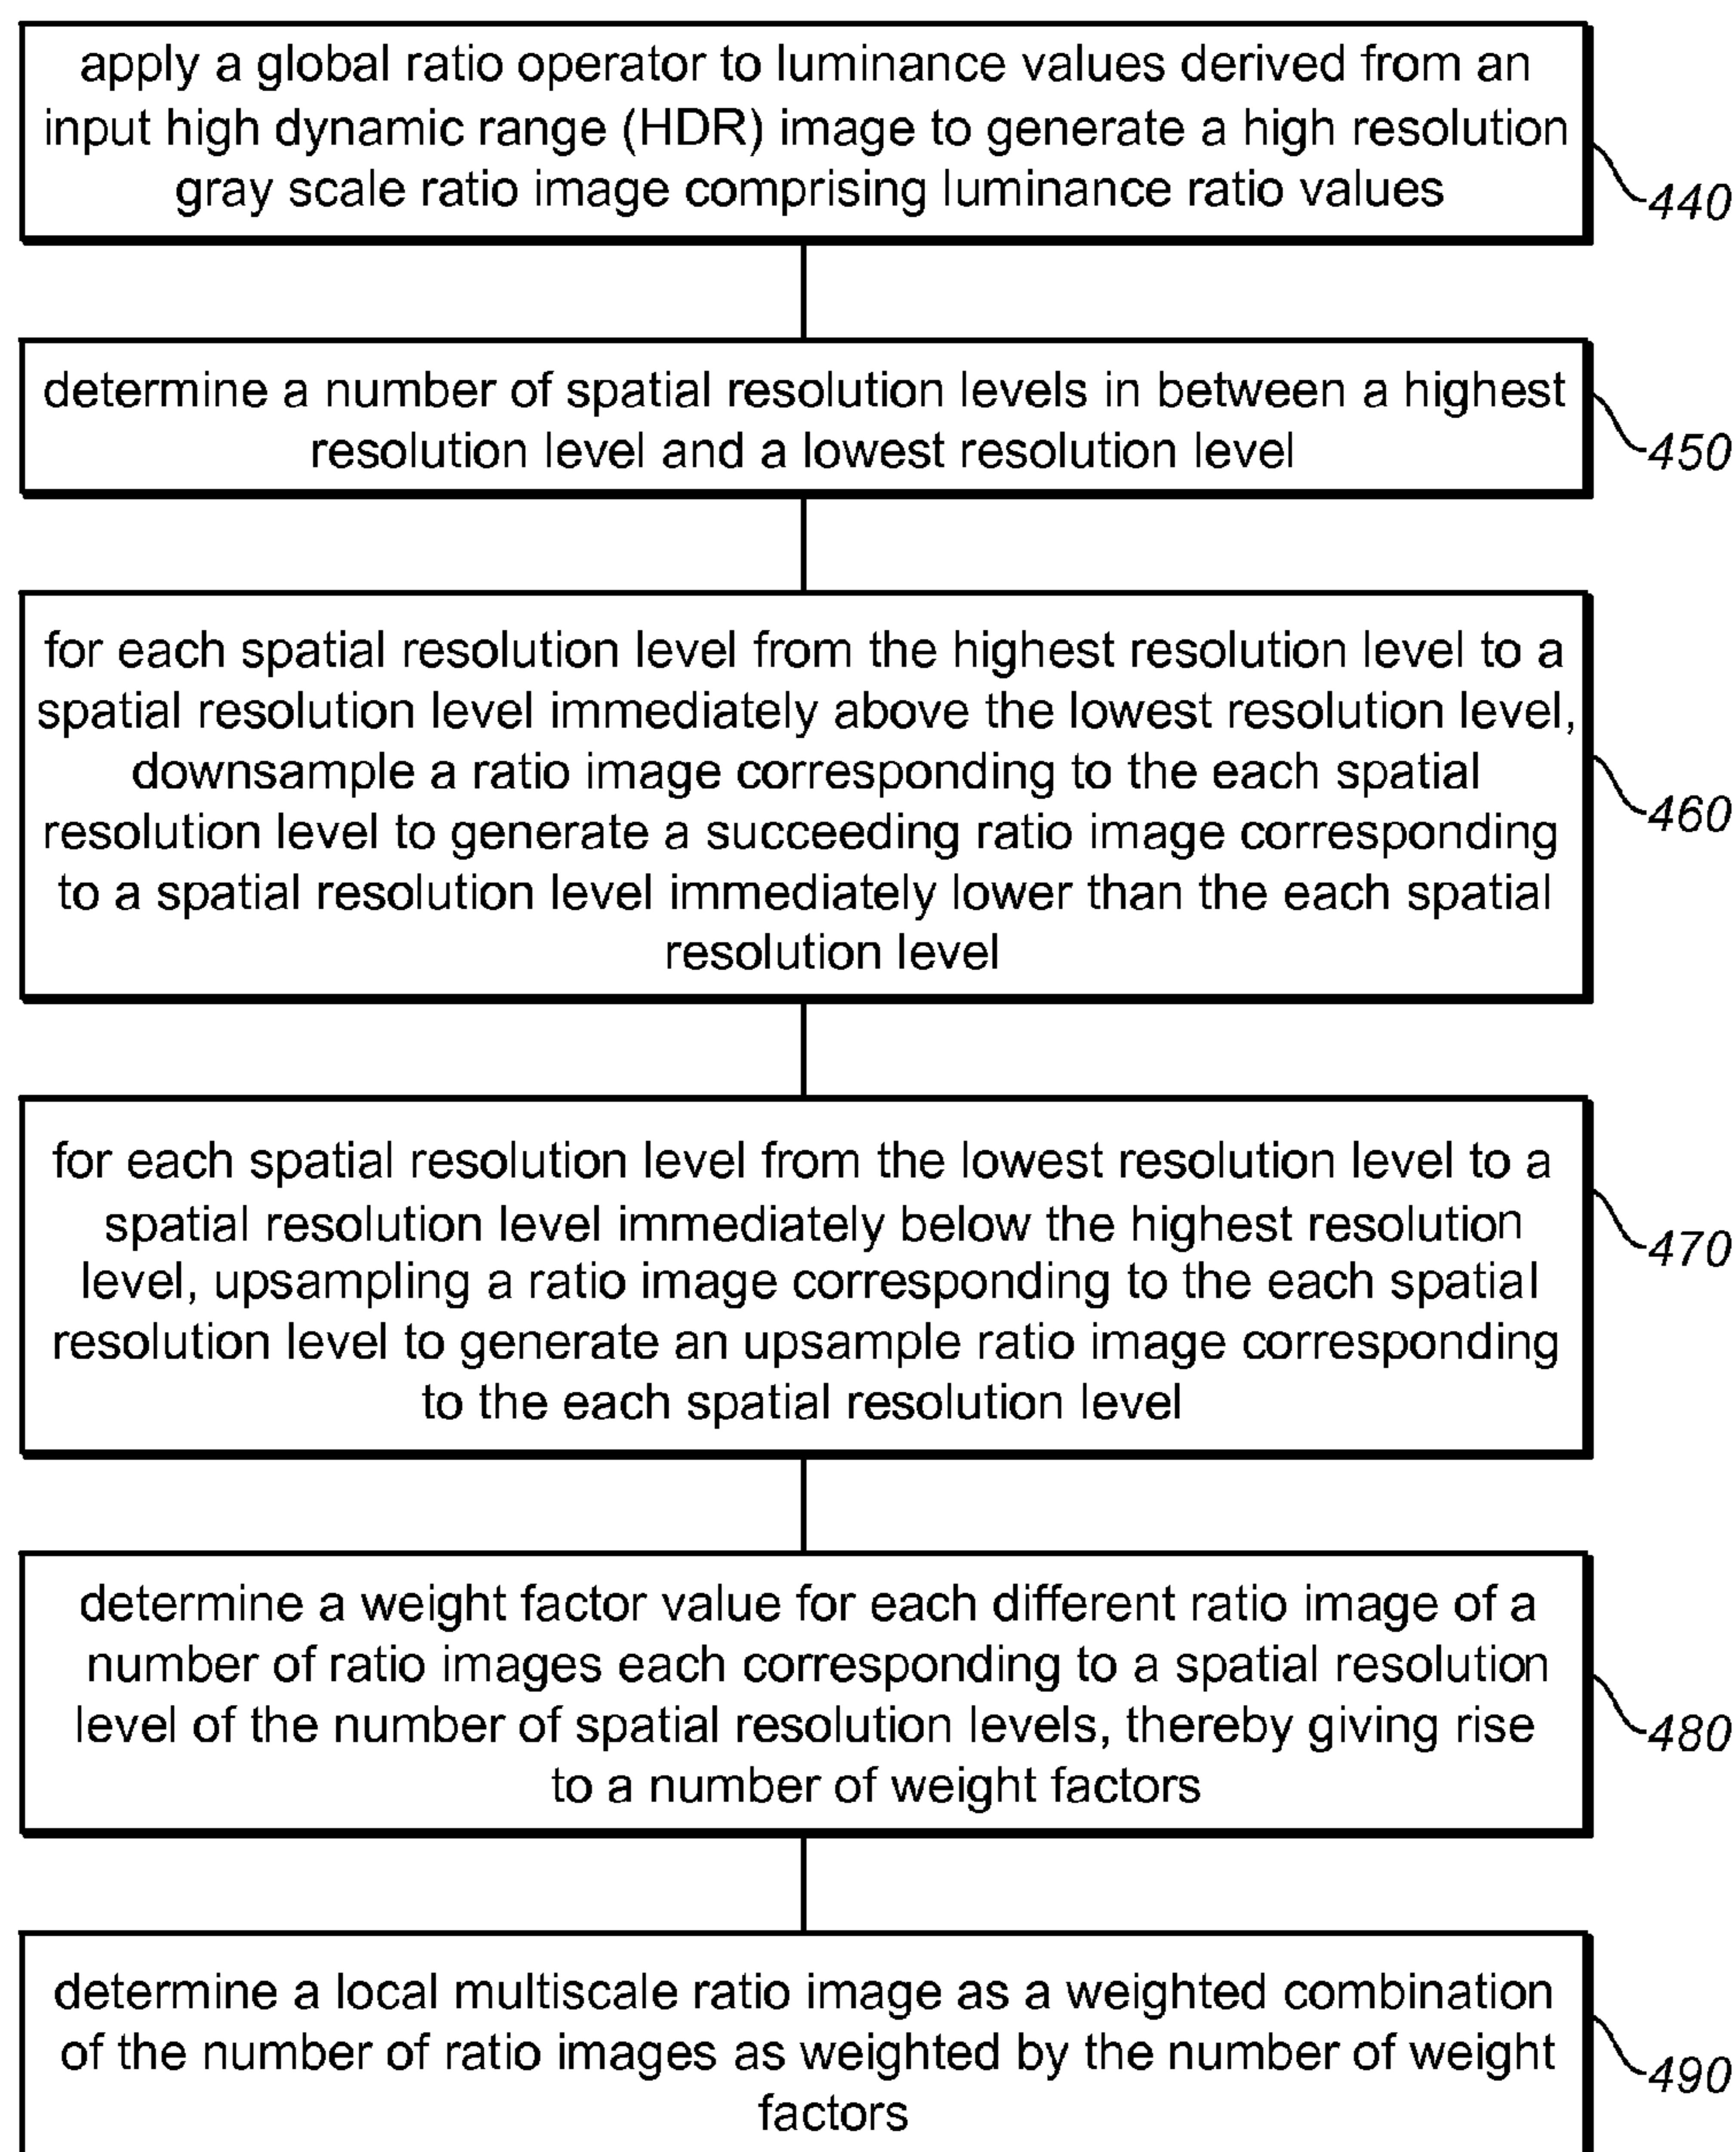 apply a global ratio operator to luminance values derived from an
input high dynamic range (HDR) image to generate a high resolution
gray scale ratio image comprising luminance ratio values
440
determine a number of spatial resolution levels in between a highest
resolution level and a lowest resolution level
450
for each spatial resolution level from the highest resolution level to a
spatial resolution level immediately above the lowest resolution level,
downsample a ratio image corresponding to the each spatial
resolution level to generate a succeeding ratio image corresponding
to a spatial resolution level immediately lower than the each spatial
resolution level
460
for each spatial resolution level from the lowest resolution level to a
spatial resolution level immediately below the highest resolution
level, upsampling a ratio image corresponding to the each spatial
resolution level to generate an upsample ratio image corresponding
to the each spatial resolution level
470
determine a weight factor value for each different ratio image of a
number of ratio images each corresponding to a spatial resolution
level of the number of spatial resolution levels, thereby giving rise
to a number of weight factors
480
determine a local multiscale ratio image as a weighted combination
of the number of ratio images as weighted by the number of weight
factors
490